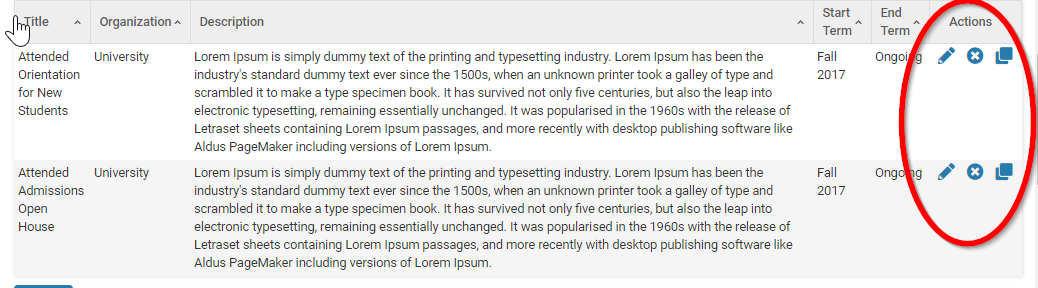 Title Organization Description Start Term End Term Actions
Attended Orientation for New Students
University
Lorem Ipsum is simply dummy text of the printing and typesetting industry. Lorem Ipsum has been the
industry's standard dummy text ever since the 1500s, when an unknown printer took a galley of type and
scrambled it to make a type specimen book. It has survived not only five centuries, but also the leap into
electronic typesetting, remaining essentially unchanged. It was popularised in the 1960s with the release of
Letraset sheets containing Lorem Ipsum passages, and more recently with desktop publishing software like
Aldus PageMaker including versions of Lorem Ipsum.
Fall
2017
Ongoing
Attended
Admissions
Open
House
University
Lorem Ipsum is simply dummy text of the printing and typesetting industry. Lorem Ipsum has been the
industry's standard dummy text ever since the 1500s, when an unknown printer took a galley of type and
scrambled it to make a type specimen book. It has survived not only five centuries, but also the leap into
electronic typesetting, remaining essentially unchanged. It was popularised in the 1960s with the release of
Letraset sheets containing Lorem Ipsum passages, and more recently with desktop publishing software like
Aldus PageMaker including versions of Lorem Ipsum.
Fall
2017
Ongoing